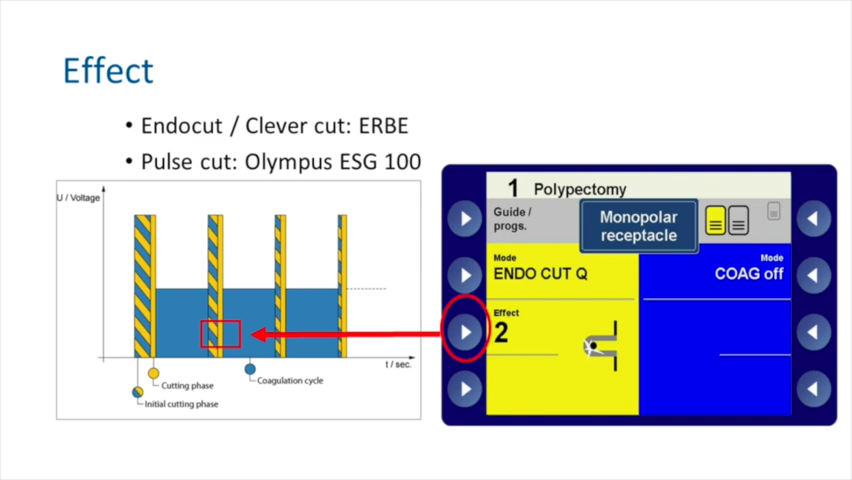 Effect
• Endocut / Clever cut: ERBE
• Pulse cut: Olympus ESG 100
U / Voltage
t / sec.
Cutting phase
Coagulation cycle
Initial cutting phase
1 Polypectomy
Guide /
progs.
Monopolar
receptacle
Mode
ENDO CUT Q
Mode
COAG off
Effect
2